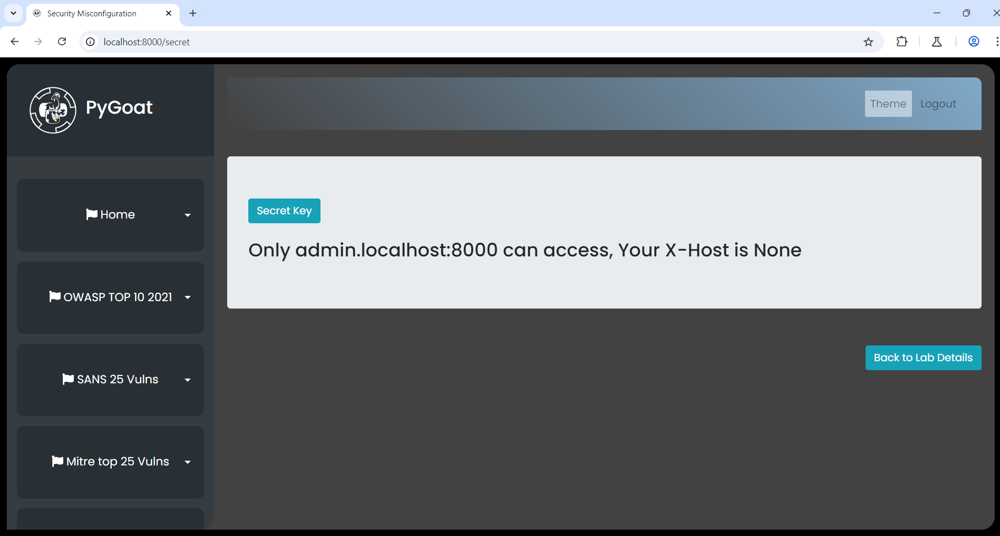 Security Misconfiguration
localhost:8000/secret
PyGoat
Theme
Logout
Home
OWASP TOP 10 2021
SANS 25 Vulns
Mitre top 25 Vulns
Secret Key
Only admin.localhost:8000 can access, Your X-Host is None
Back to Lab Details